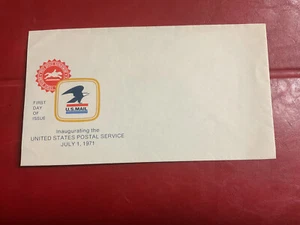 FIRST
DAY
OF
ISSUE
U.S.MAIL
Inaugurating the
UNITED STATES POSTAL SERVICE
JULY 1, 1971